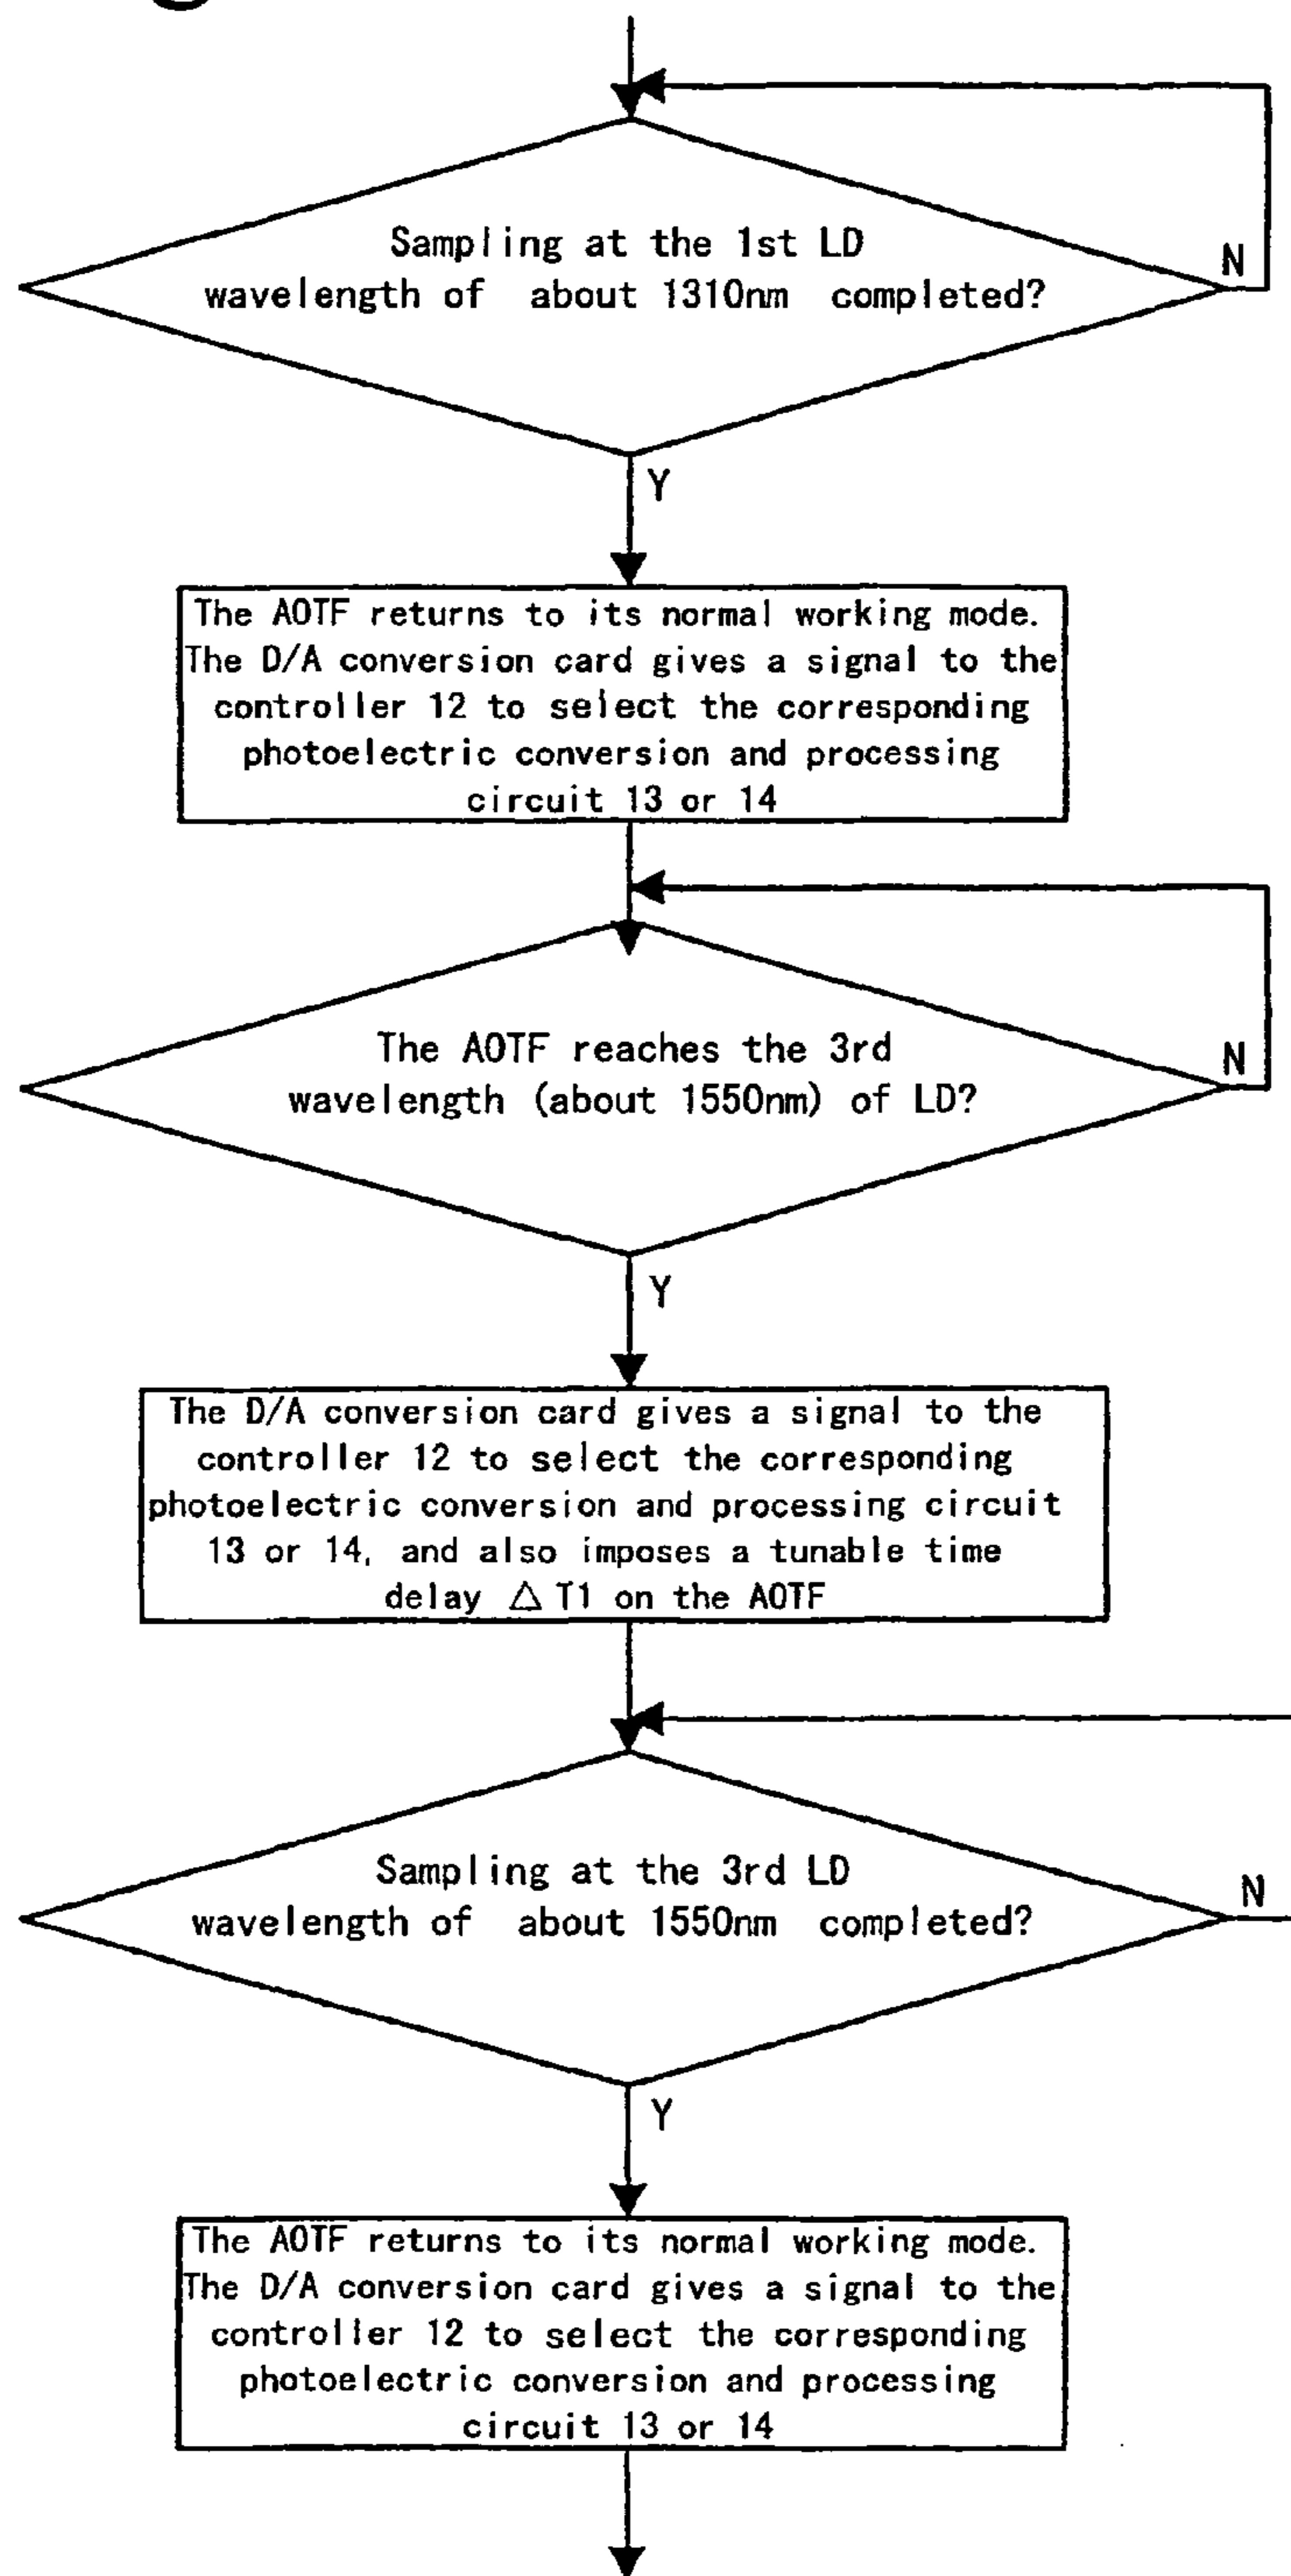 Sampling at the 1st LD
wavelength of about 1310nm completed?
N
Y
The AOTF returns to its normal working mode.
The D/A conversion card gives a signal to the
controller 12 to select the corresponding
photoelectric conversion and processing
circuit 13 or 14
The AOTF reaches the 3rd
wavelength (about 1550nm) of LD?
N
Y
The D/A conversion card gives a signal to the
controller 12 to select the corresponding
photoelectric conversion and processing circuit
13 or 14, and also imposes a tunable time
delay △T1 on the AOTF
Sampling at the 3rd LD
wavelength of about 1550nm completed?
N
Y
The AOTF returns to its normal working mode.
The D/A conversion card gives a signal to the
controller 12 to select the corresponding
photoelectric conversion and processing
circuit 13 or 14